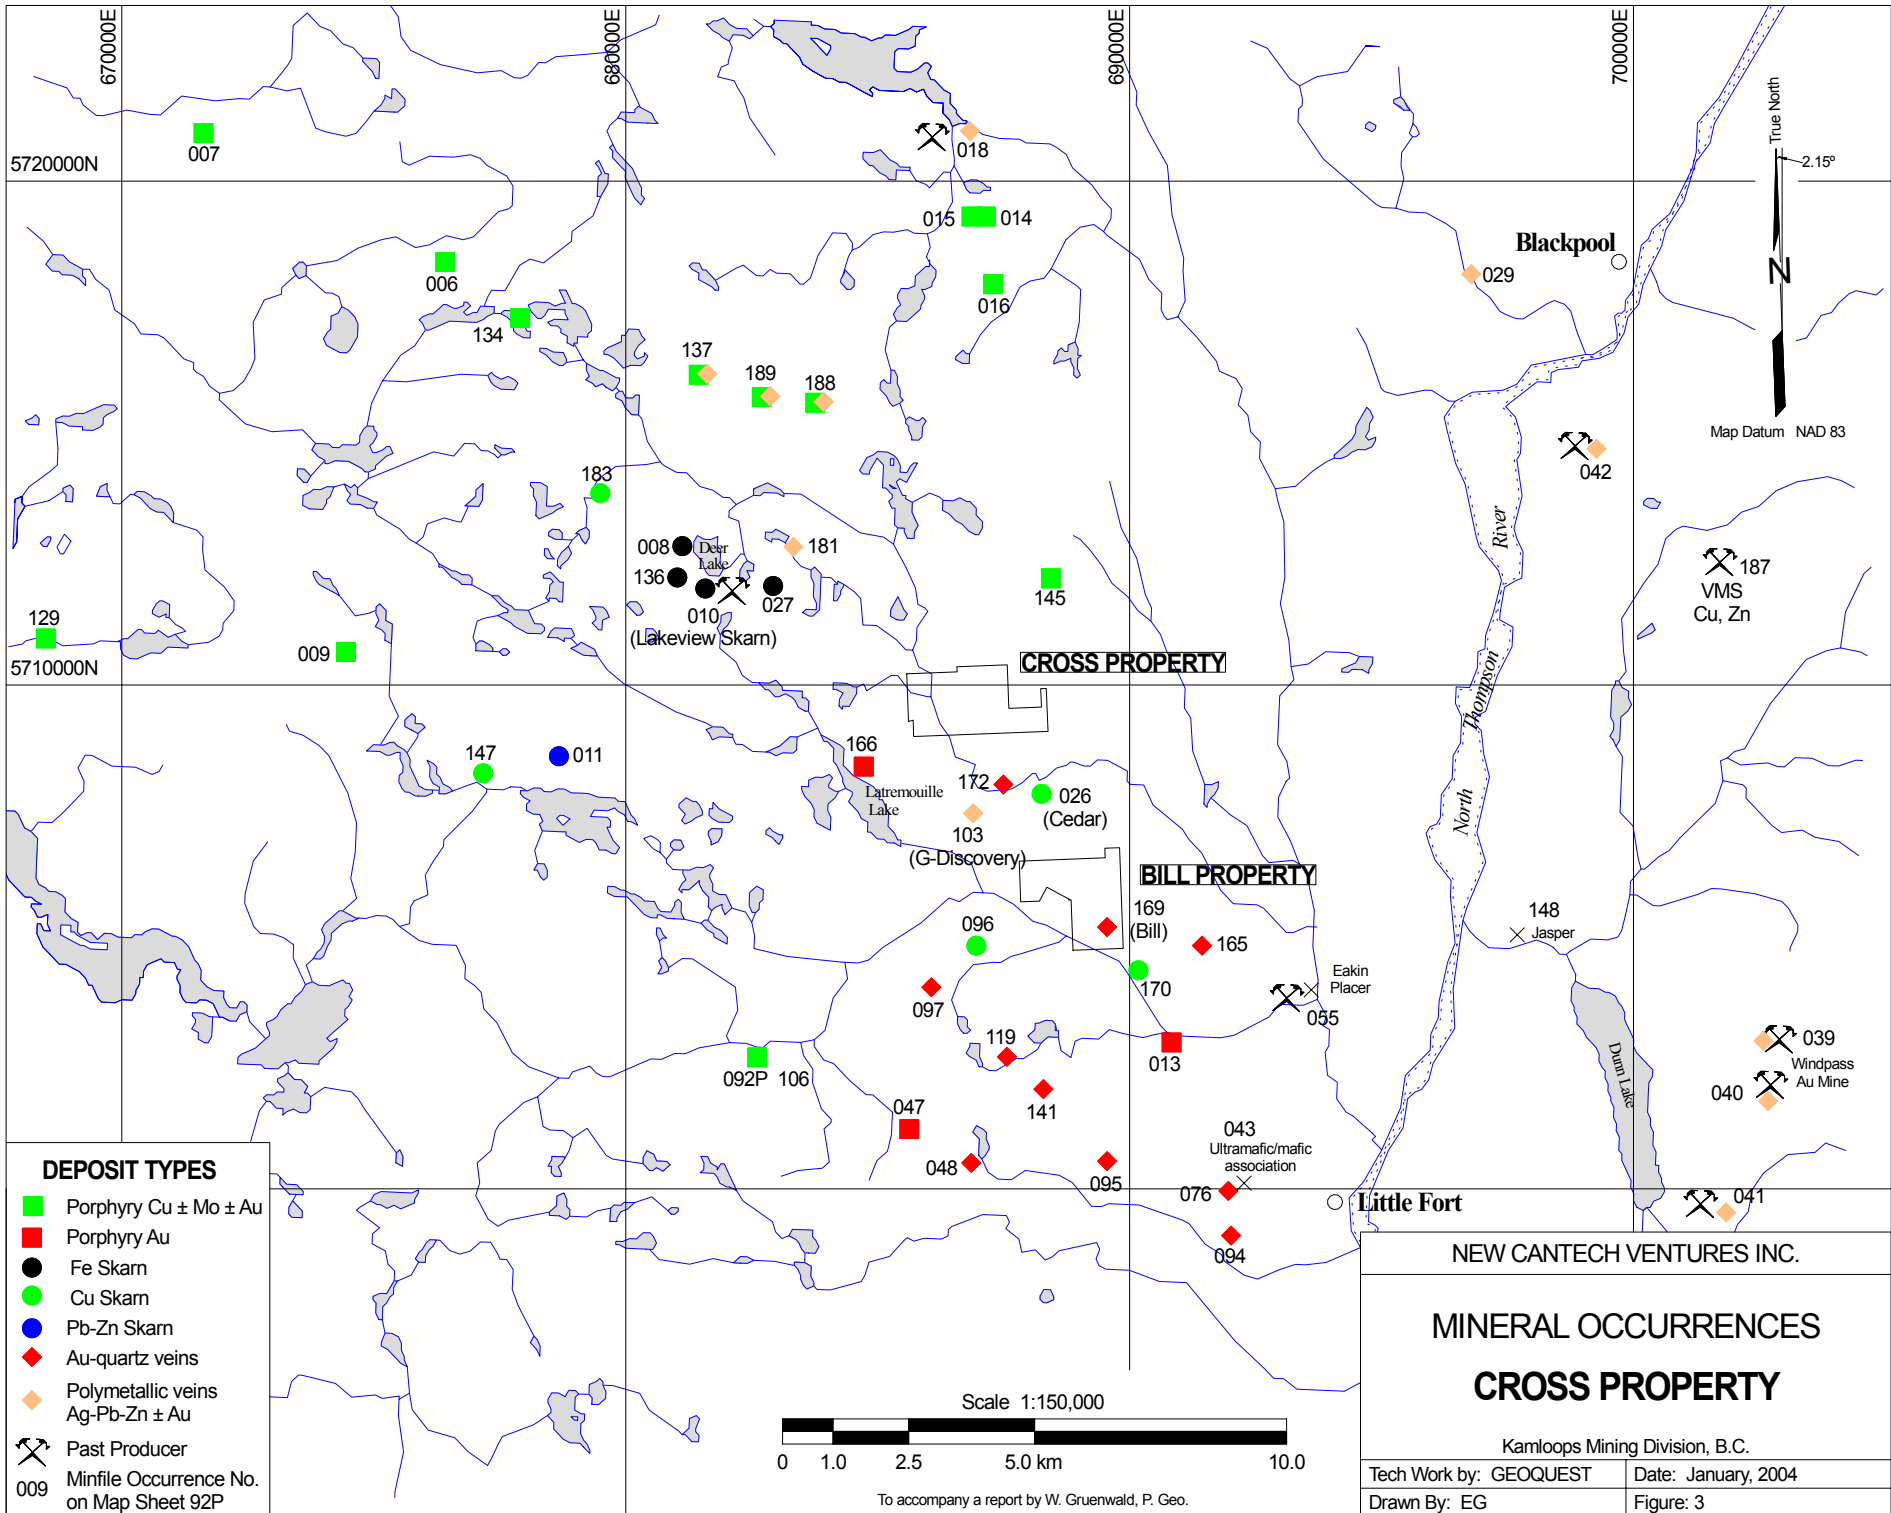 670000E
680000E
690000E
700000E
True North
2.15º
N
Map Datum NAD 83
5720000N
007
018
015
014
006
016
134
Blackpool
029
137
189
188
042
183
River
008
Deer
Lake
181
136
010
027
(Lakeview Skarn)
145
187
VMS
Cu, Zn
129
009
5710000N
CROSS PROPERTY
Thompson
147
011
166
Latremouille
Lake
172
026
(Cedar)
103
(G-Discovery)
North
BILL PROPERTY
169
(Bill)
165
096
148
Jasper
097
170
Eakin
Placer
055
119
013
092P 106
141
Dunn Lake
039
Windpass
Au Mine
040
047
048
095
043
Ultramafic/mafic
association
076
094
Little Fort
041
DEPOSIT TYPES
Porphyry Cu ± Mo ± Au
Porphyry Au
Fe Skarn
Cu Skarn
Pb-Zn Skarn
Au-quartz veins
Polymetallic veins
Ag-Pb-Zn ± Au
Past Producer
009 Minfile Occurrence No.
on Map Sheet 92P
Scale 1:150,000
0 1.0 2.5 5.0 km 10.0
To accompany a report by W. Gruenwald, P. Geo.
NEW CANTECH VENTURES INC.
MINERAL OCCURRENCES
CROSS PROPERTY
Kamloops Mining Division, B.C.
Tech Work by: GEOQUEST
Date: January, 2004
Drawn By: EG
Figure: 3